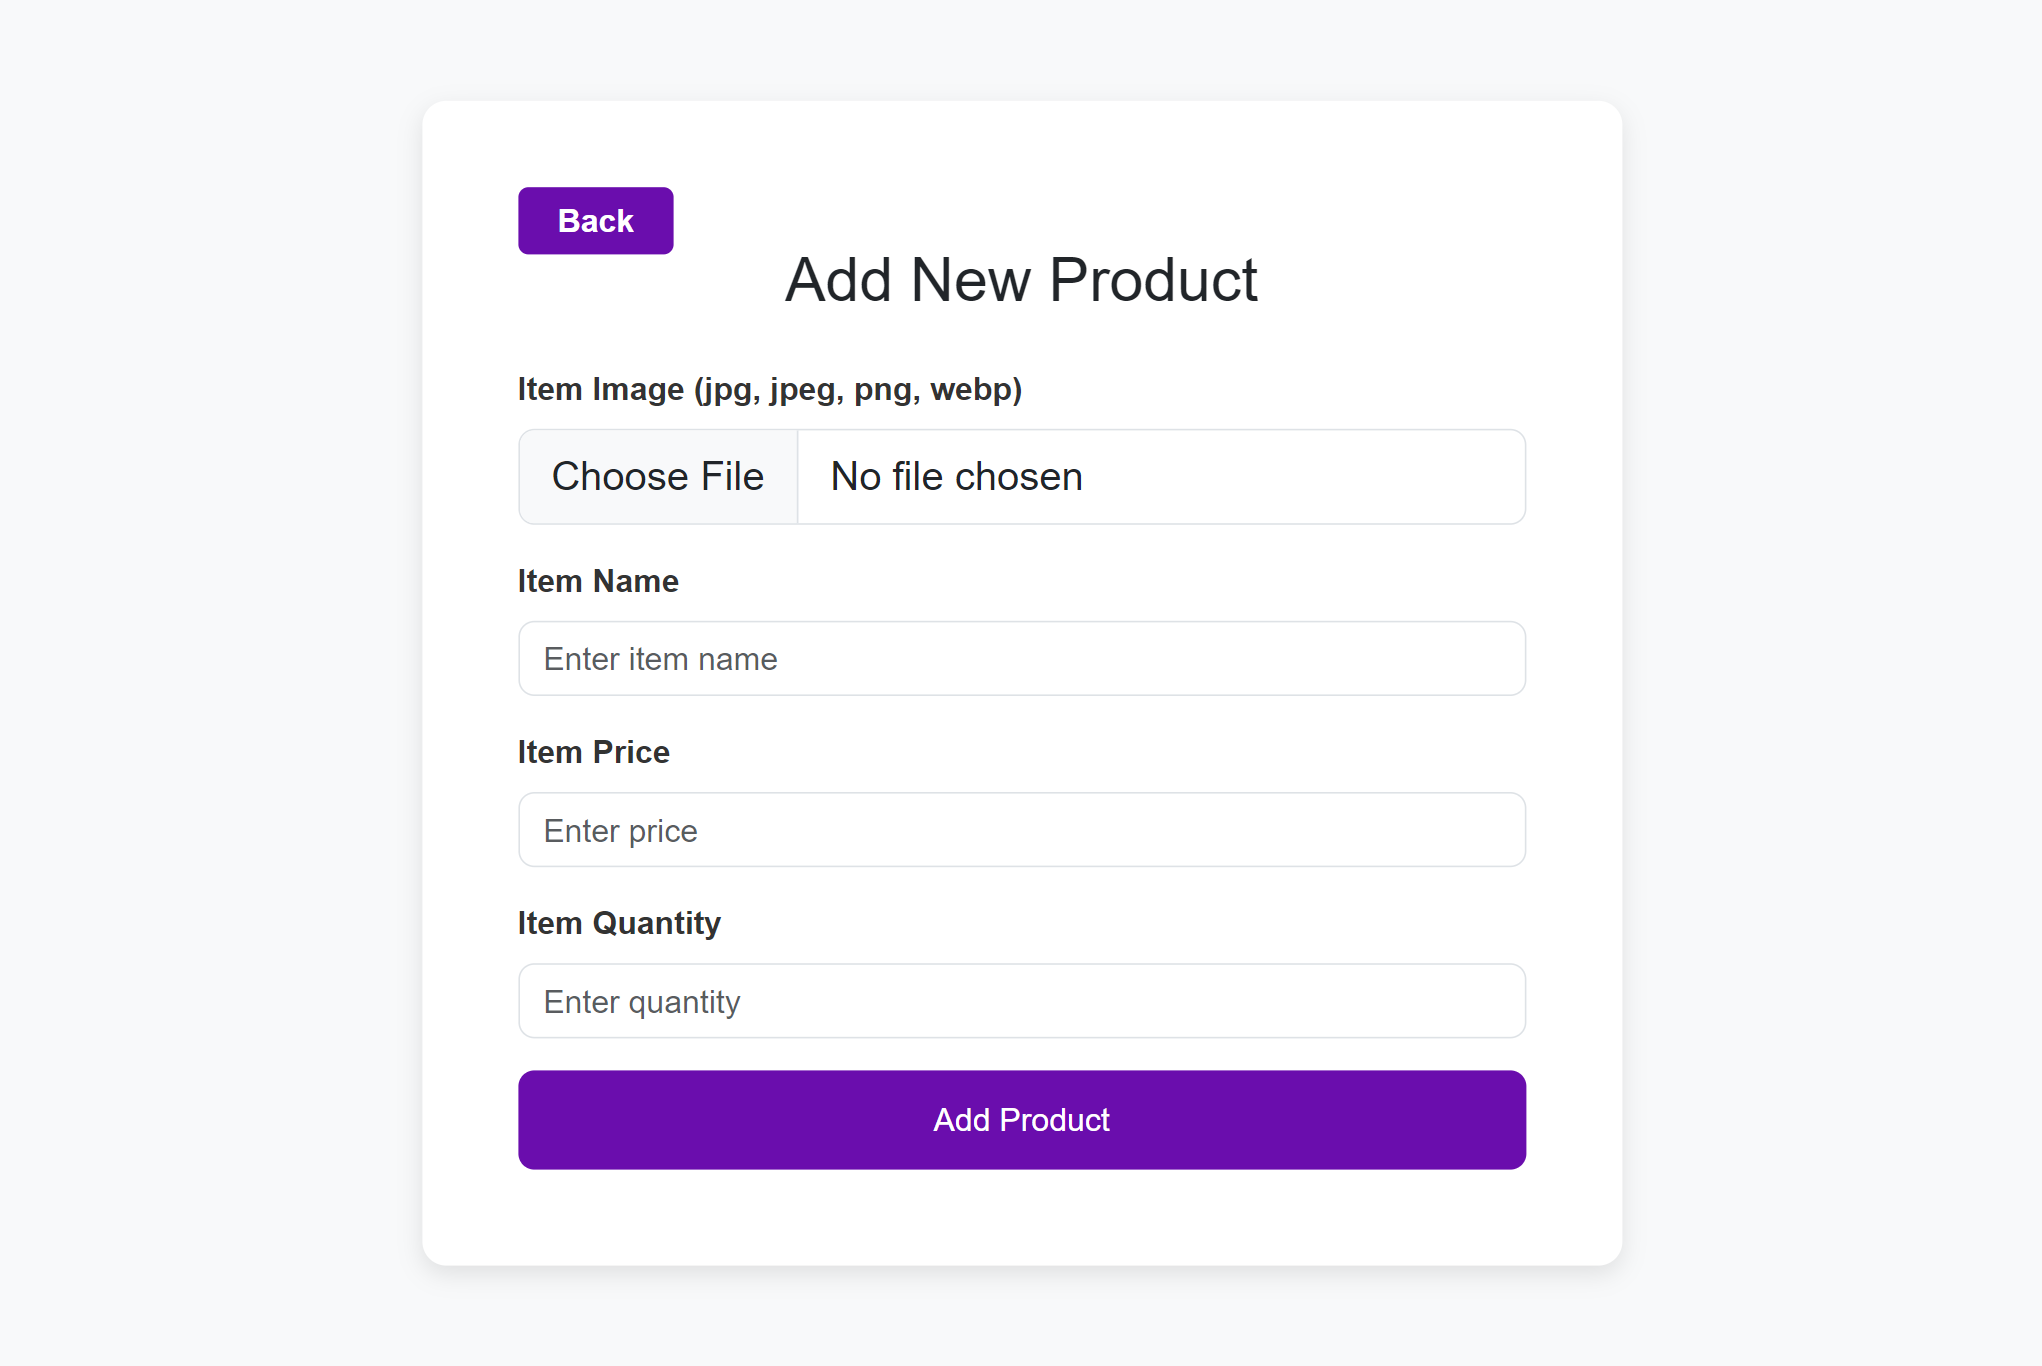 Back
Add New Product
Item Image (jpg, jpeg, png, webp)
Choose File No file chosen
Item Name
Enter item name
Item Price
Enter price
Item Quantity
Enter quantity
Add Product